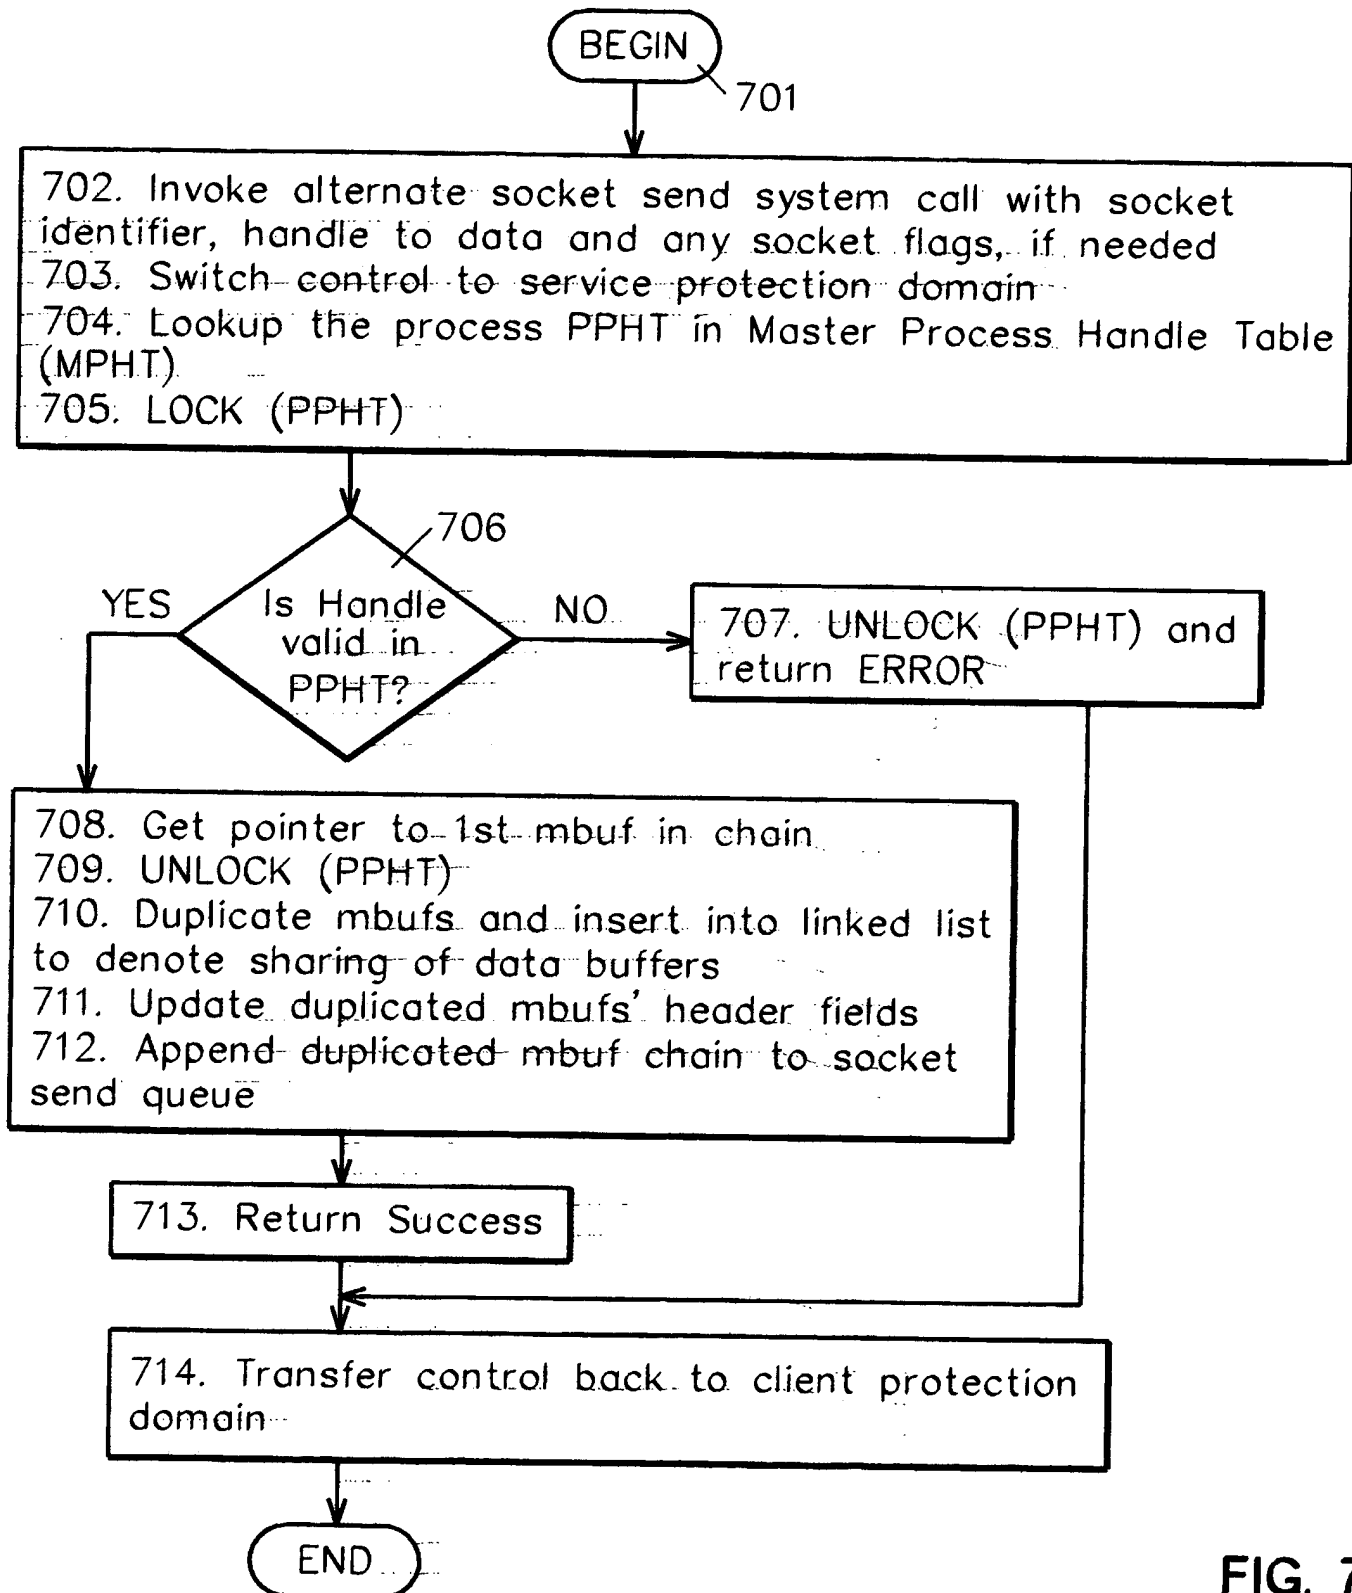 BEGIN
701
702. Invoke alternate socket send system call with socket
identifier, handle to data and any socket flags, if needed
703. Switch control to service protection domain
704. Lookup the process PPHT in Master Process Handle Table
(MPHT)
705. LOCK (PPHT)
706
YES
Is Handle
valid in
PPHT?
NO
707. UNLOCK (PPHT) and
return ERROR
708. Get pointer to 1st mbuf in chain
709. UNLOCK (PPHT)
710. Duplicate mbufs and insert into linked list
to denote sharing of data buffers
711. Update duplicated mbufs' header fields
712. Append duplicated mbuf chain to socket
send queue
713. Return Success
714. Transfer control back to client protection
domain
END
FIG. 7